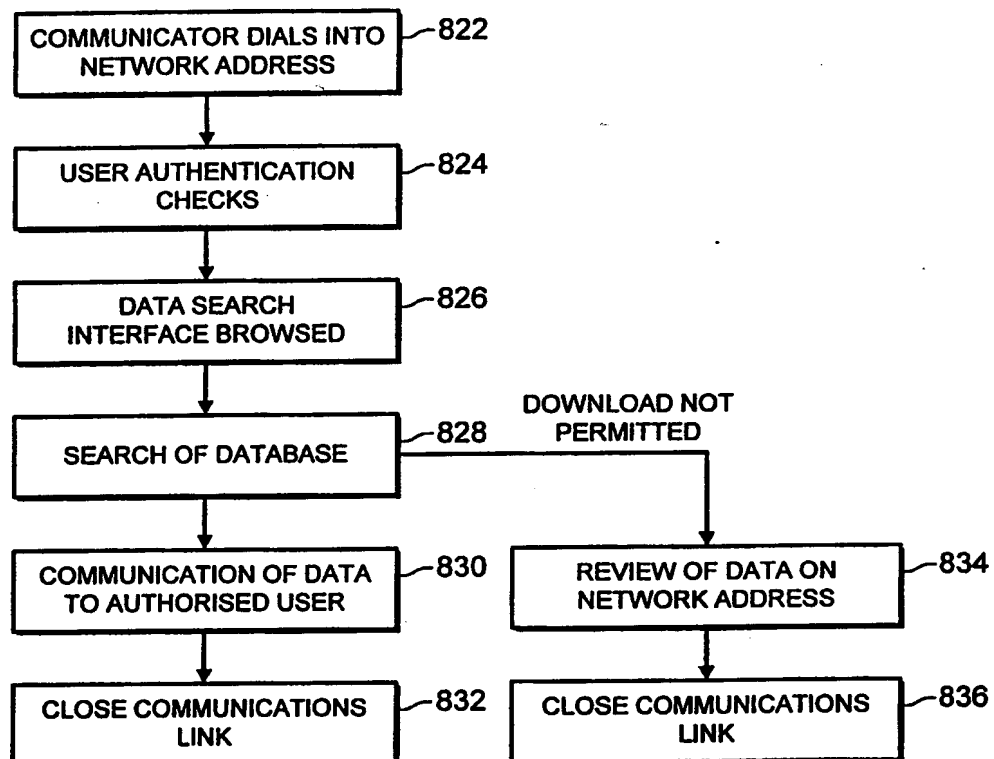 COMMUNICATOR DIALS INTO
NETWORK ADDRESS
822
USER AUTHENTICATION
CHECKS
824
DATA SEARCH
INTERFACE BROWSED
826
SEARCH OF DATABASE
828
DOWNLOAD NOT
PERMITTED
COMMUNICATION OF DATA
TO AUTHORISED USER
830
REVIEW OF DATA ON
NETWORK ADDRESS
834
CLOSE COMMUNICATIONS
LINK
832
CLOSE COMMUNICATIONS
LINK
836